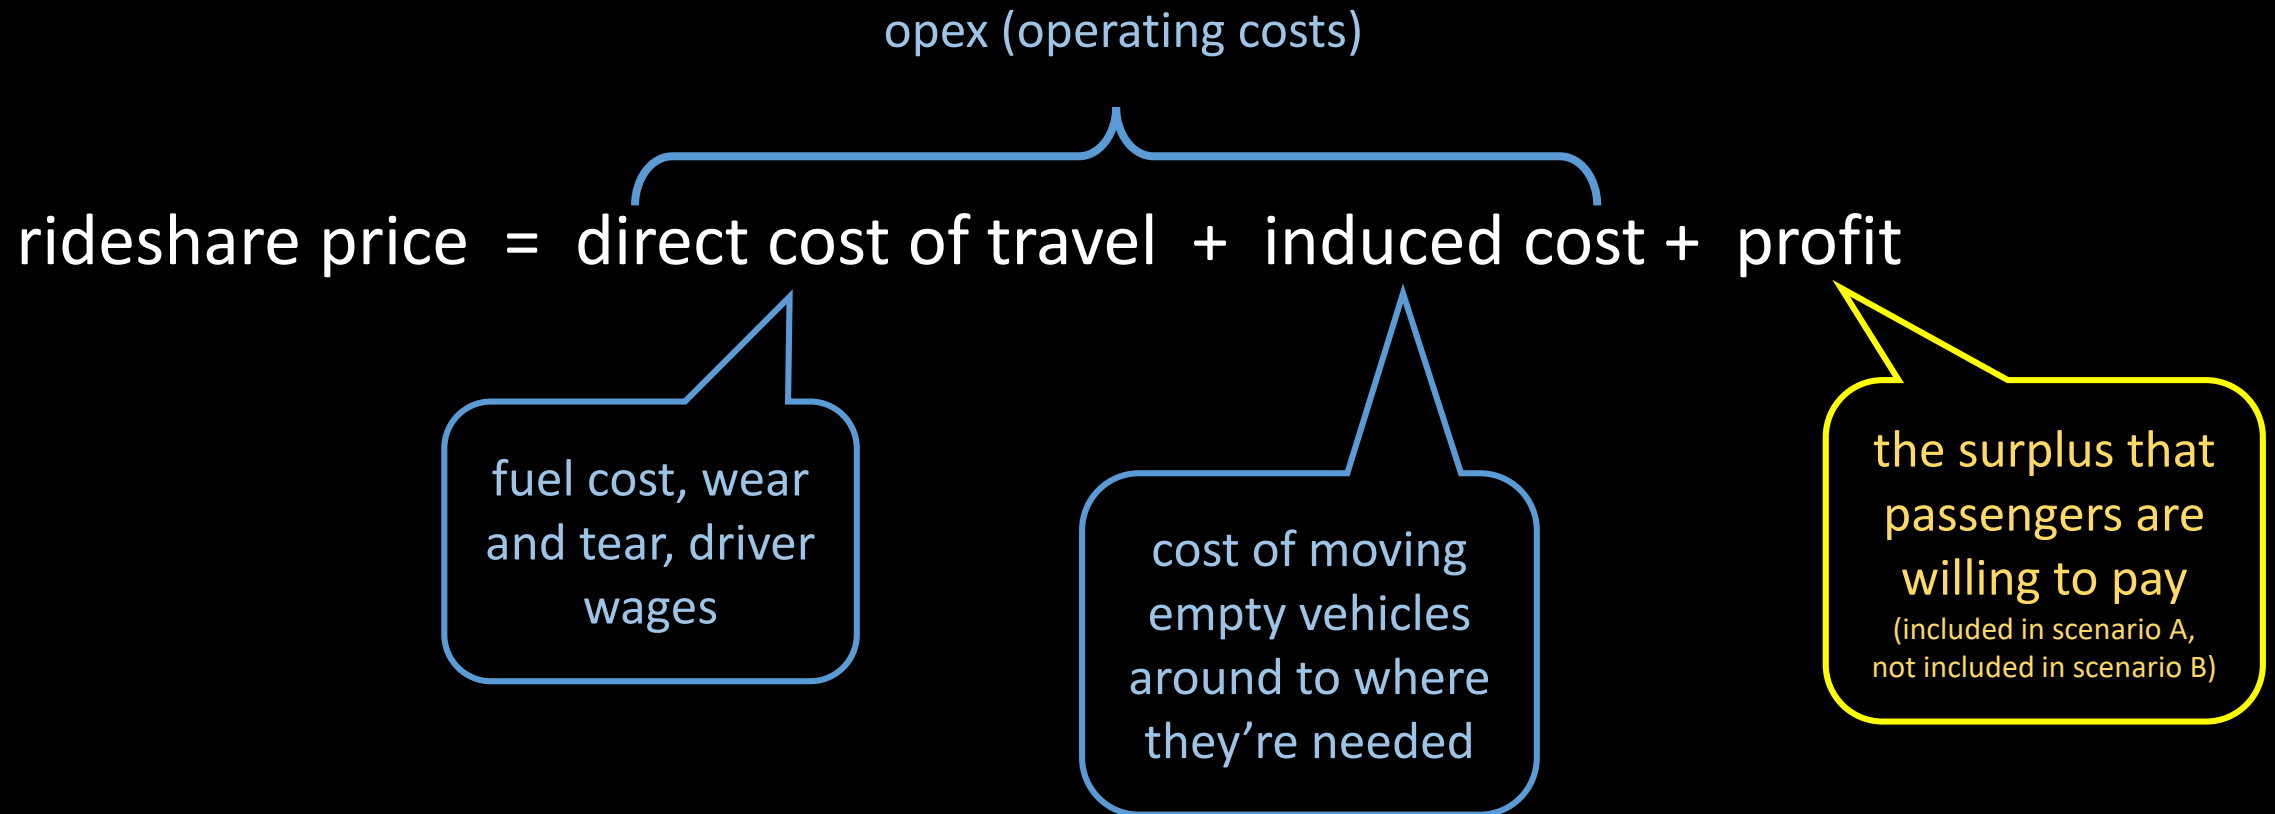 opex (operating costs)
rideshare price = direct cost of travel + induced cost + profit
fuel cost, wear
and tear, driver
wages
cost of moving
empty vehicles
around to where
they’re needed
the surplus that
passengers are
willing to pay
(included in scenario A,
not included in scenario B)